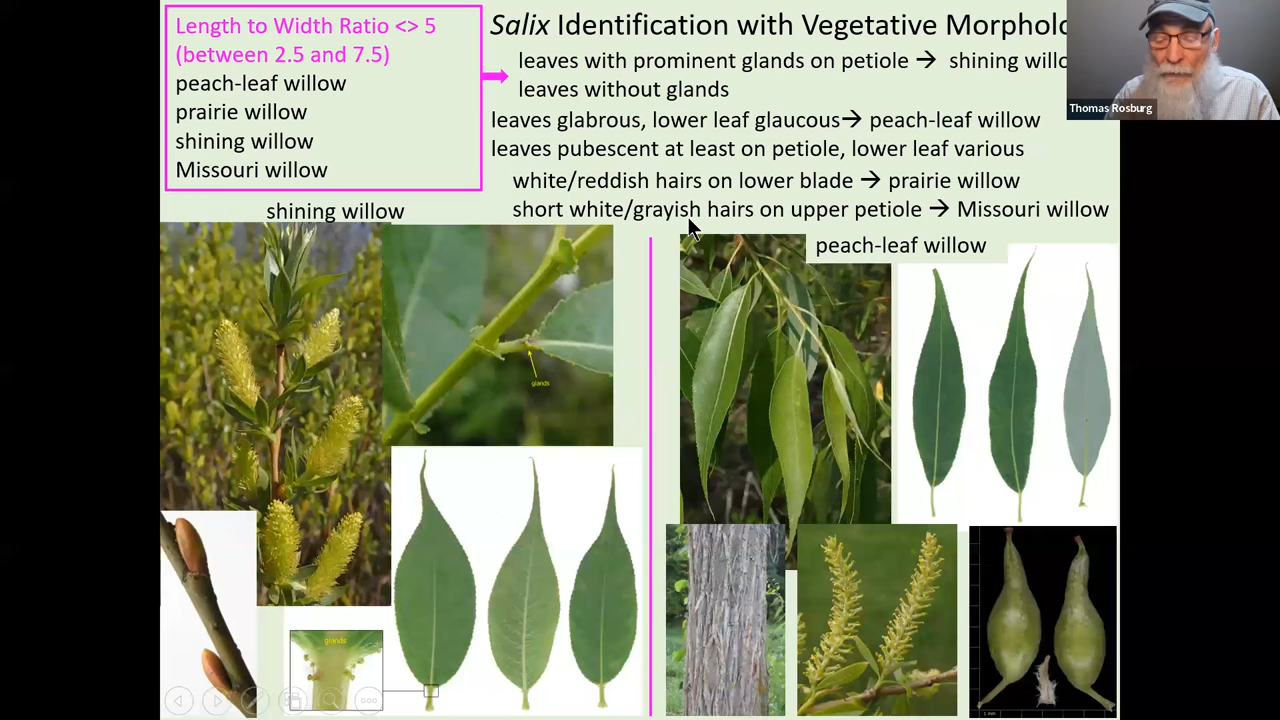 Length to Width Ratio <> 5
(between 2.5 and 7.5)
peach-leaf willow
prairie willow
shining willow
Missouri willow
Salix Identification with Vegetative Morpholo
leaves with prominent glands on petiole → shining willo
leaves without glands
leaves glabrous, lower leaf glaucous→ peach-leaf willow
leaves pubescent at least on petiole, lower leaf various
white/reddish hairs on lower blade → prairie willow
short white/grayish hairs on upper petiole → Missouri willow
Thomas Rosburg
shining willow
glands
glands
peach-leaf willow